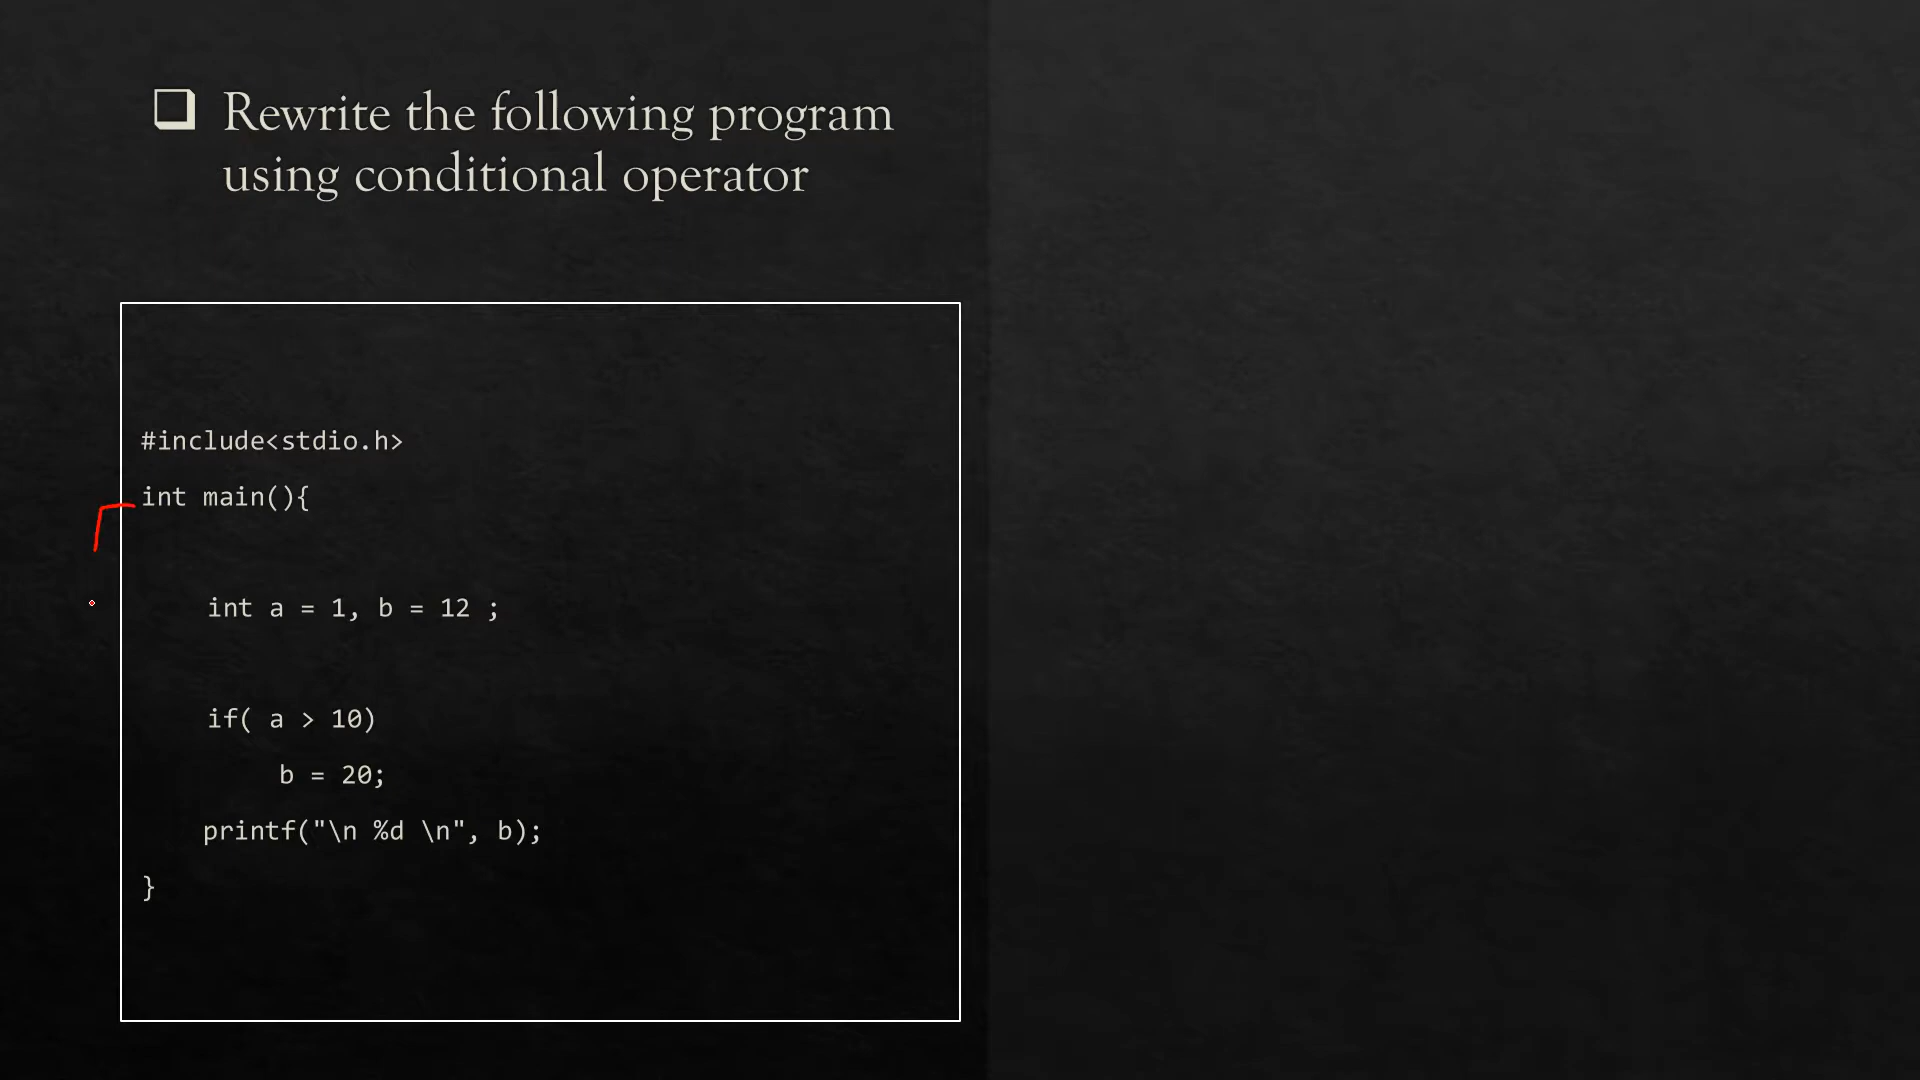 Rewrite the following program
using conditional operator
#include<stdio.h>
int main(){
int a = 1, b = 12 ;
if( a > 10)
b = 20;
printf("\n %d \n", b);
}